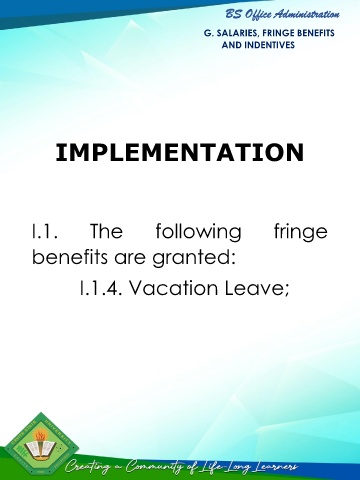 BS Office Administration
G. SALARIES, FRINGE BENEFITS
AND INDENTIVES
IMPLEMENTATION
I.1. The following fringe
benefits are granted:
I.1.4. Vacation Leave;
Creating a Community of Life-Long Learners